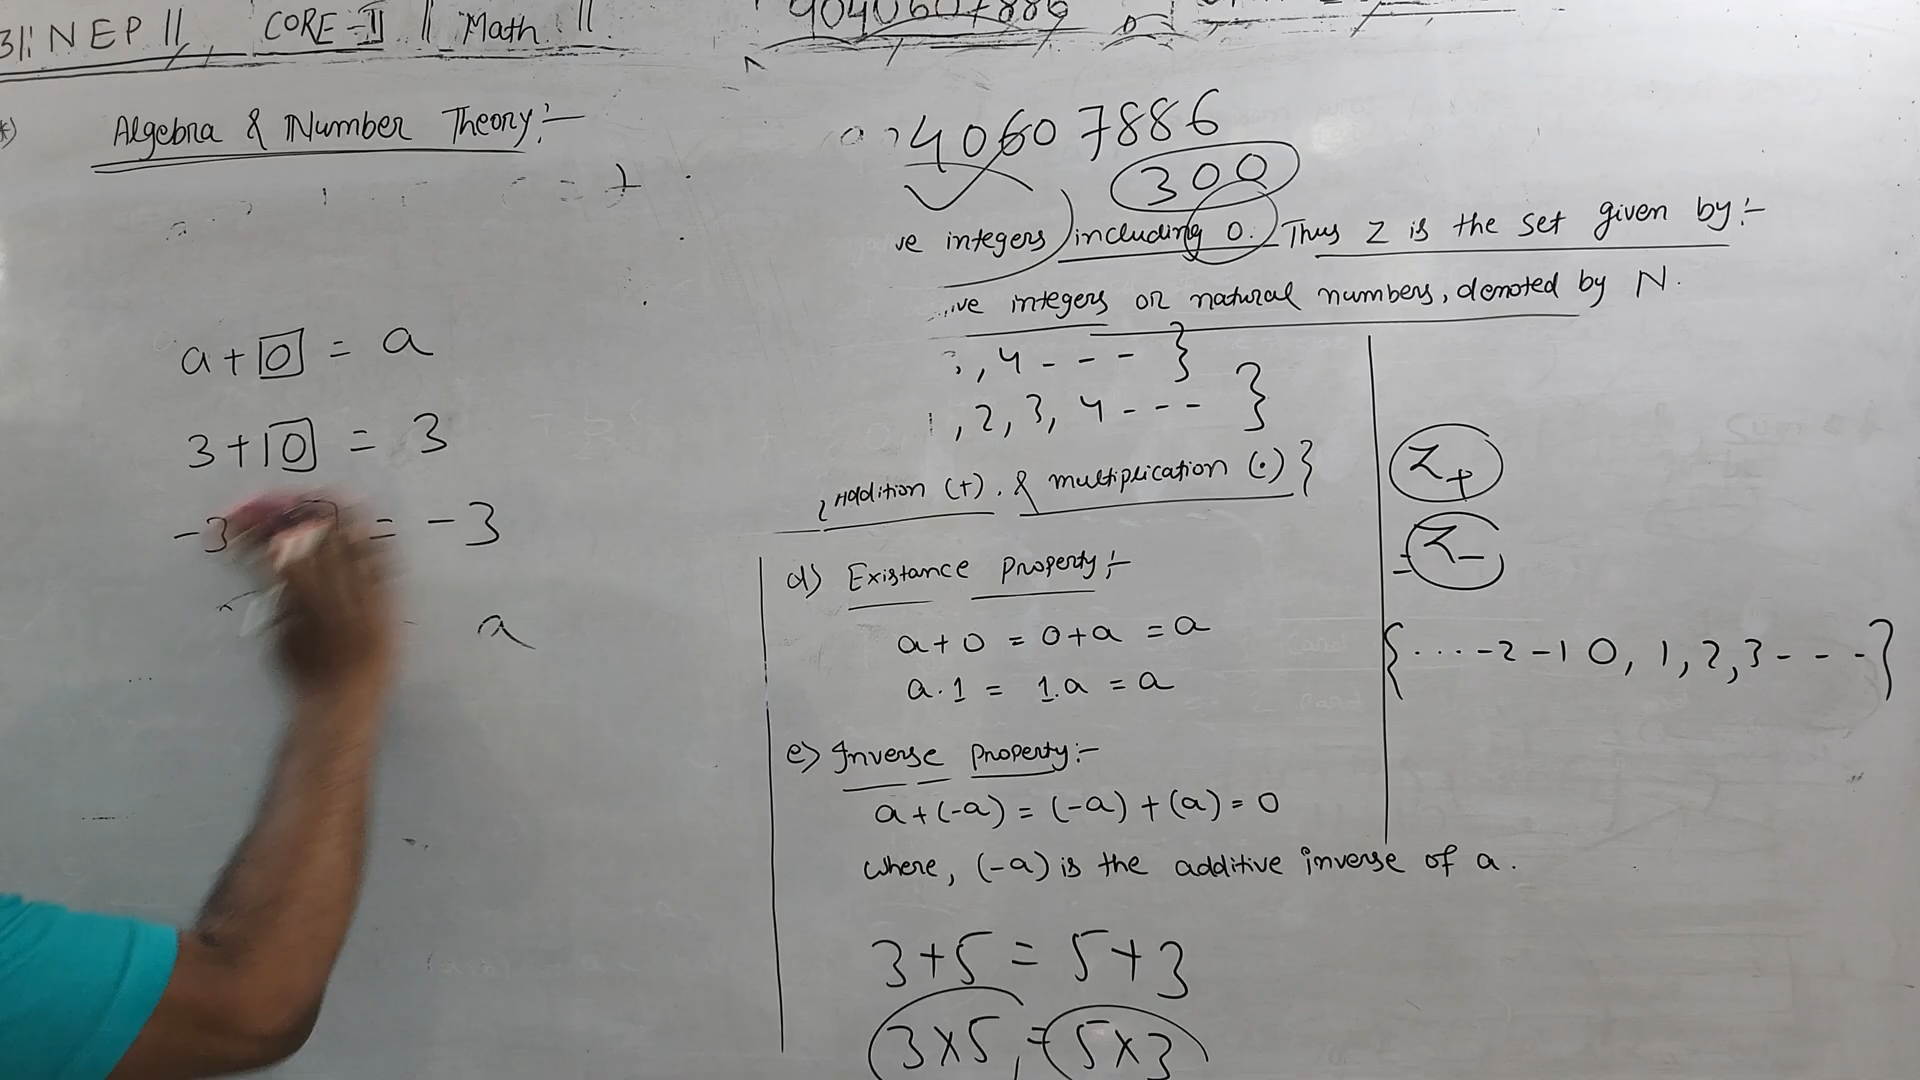 NEP || CORE-II || Math ||
9040607886
Algebra & Number Theory:-
40607886
300
ve integers including 0. Thus Z is the set given by:-
ve integers or natural numbers, denoted by N.
, 4 - - - }
1, 2, 3, 4 - - - }
Addition (+), & multiplication (·) }
a + 0 = a
3 + 0 = 3
-3 = -3
a
Z+
Z-
{ ....-2 -1 0, 1, 2, 3 - - - }
d) Existance Property:-
a + 0 = 0 + a = a
a · 1 = 1.a = a
e) Inverse Property:-
a + (-a) = (-a) + (a) = 0
Where, (-a) is the additive inverse of a.
3 + 5 = 5 + 3
3 × 5 = 5 × 3